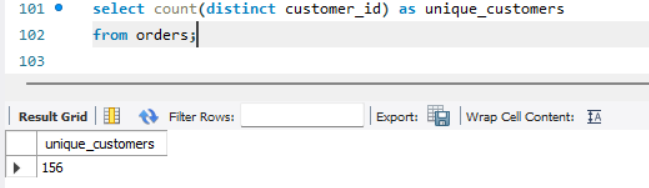 101 select count(distinct customer_id) as unique_customers
102 from orders;
103
Result Grid Filter Rows: Export: Wrap Cell Content:
unique_customers
156